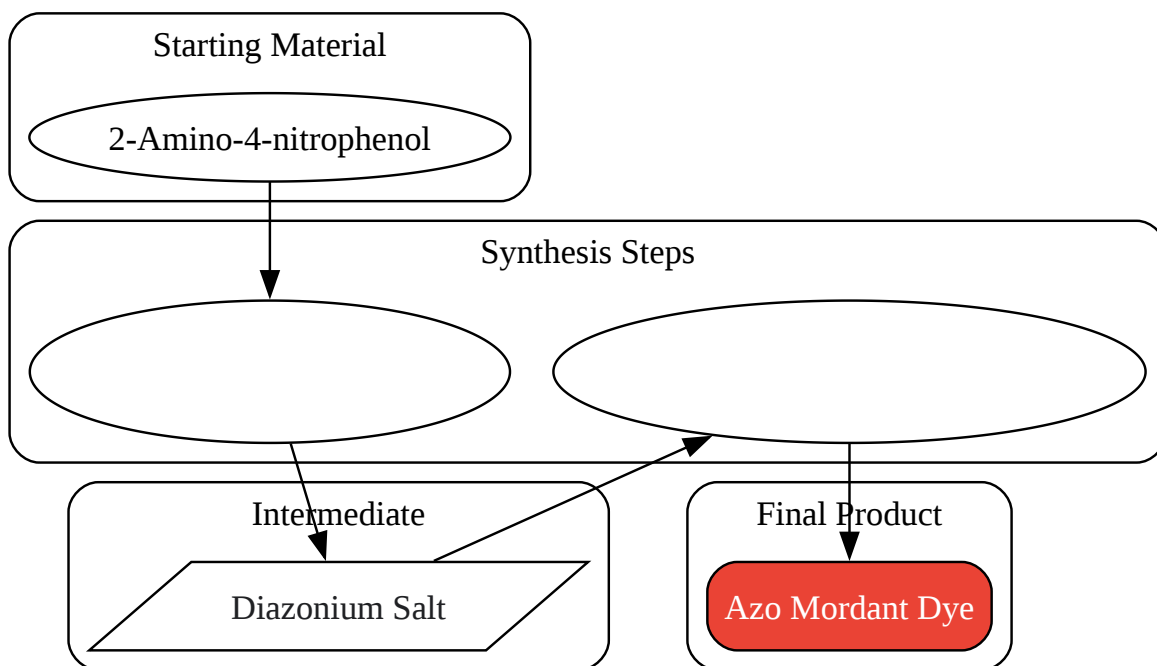 Starting Material
2-Amino-4-nitrophenol
Synthesis Steps
Intermediate
Diazonium Salt
Final Product
Azo Mordant Dye